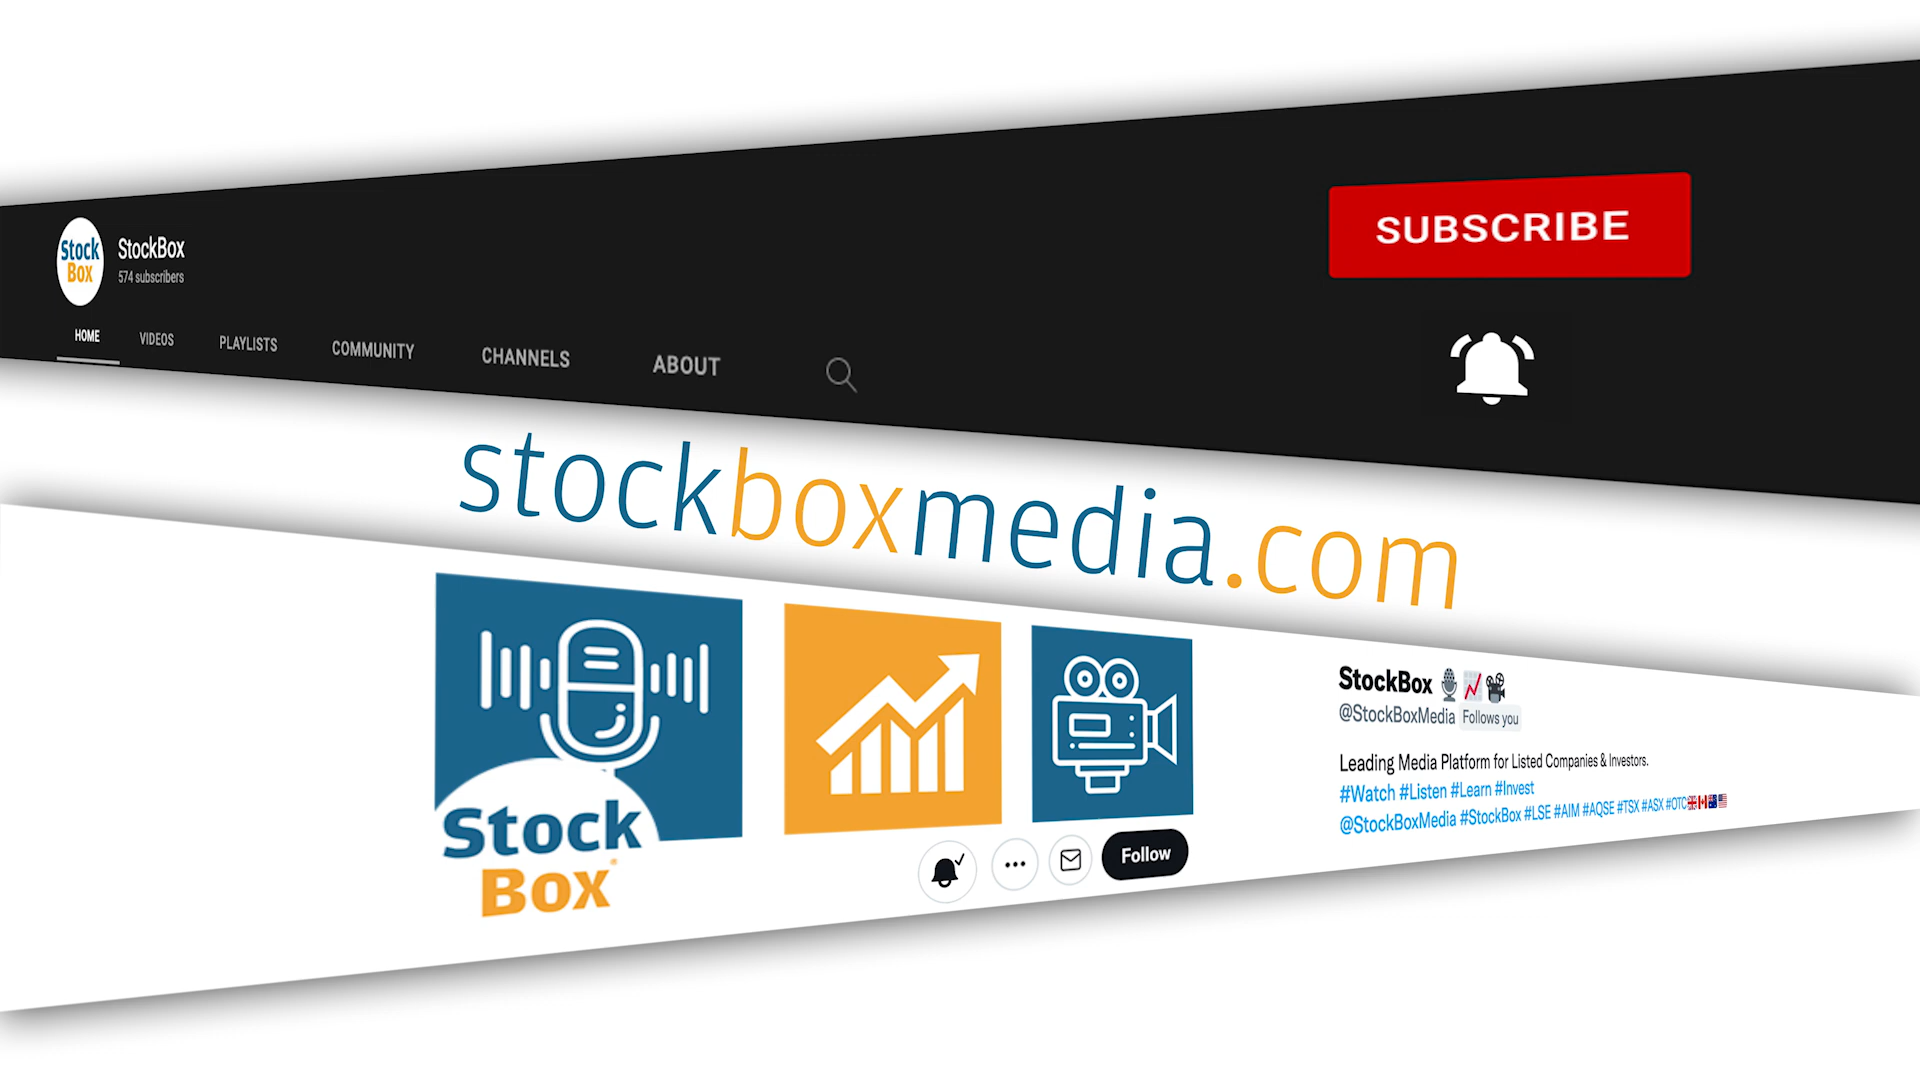 Stock
Box
StockBox
574 subscribers
SUBSCRIBE
HOME VIDEOS PLAYLISTS COMMUNITY CHANNELS ABOUT
stockboxmedia.com
Stock
Box
Follow
StockBox
@StockBoxMedia Follows you
Leading Media Platform for Listed Companies & Investors.
#Watch #Listen #Learn #Invest
@StockBoxMedia #StockBox #LSE #AIM #AQSE #TSX #ASX #OTC